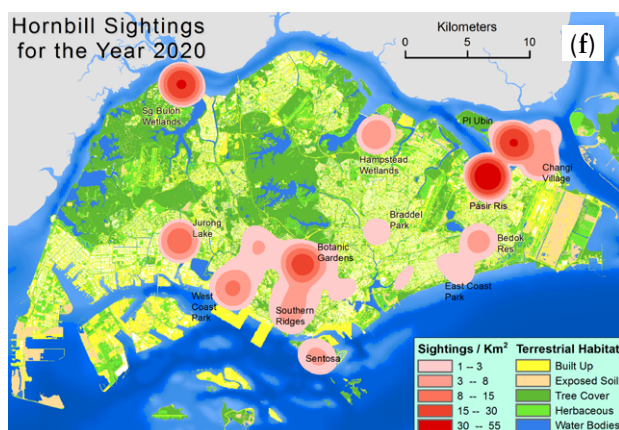 Hornbill Sightings
for the Year 2020
Kilometers
0 5 10
(f)
Sg Buloh
Wetlands
Pl Ubin
Hampstead
Wetlands
Changi
Village
Pasir Ris
Jurong
Lake
Braddel
Park
Botanic
Gardens
Bedok
Res
West
Coast
Park
East Coast
Park
Southern
Ridges
Sentosa
Sightings / Km²
1 -- 3
3 -- 8
8 -- 15
15 -- 30
30 -- 55
Terrestrial Habitat
Built Up
Exposed Soil
Tree Cover
Herbaceous
Water Bodies